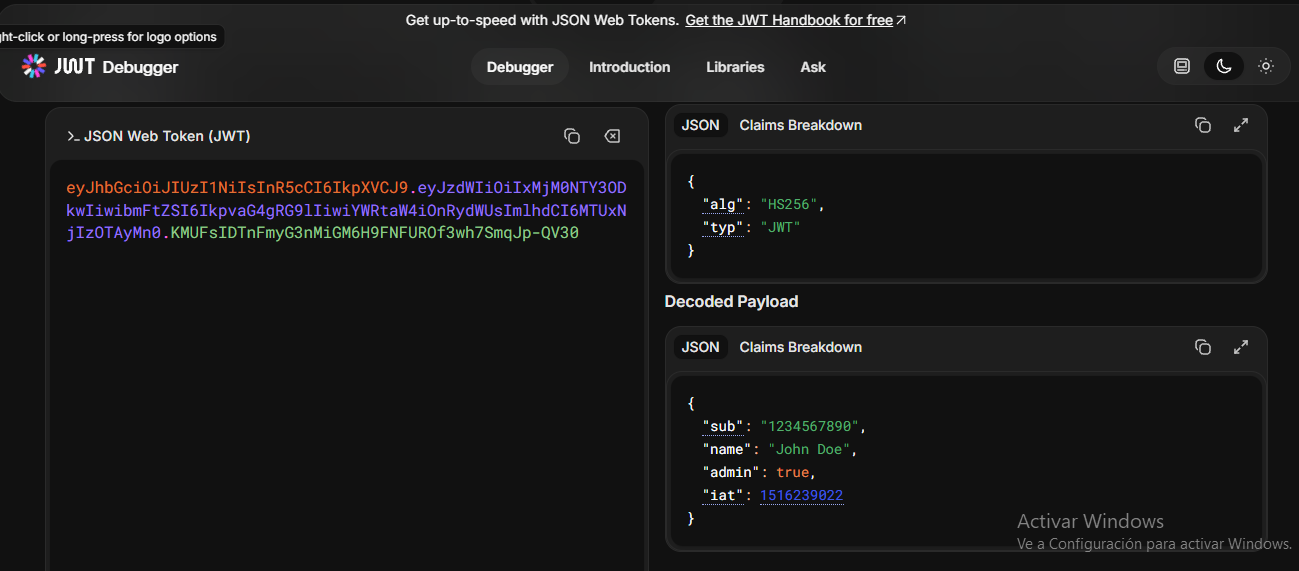 Get up-to-speed with JSON Web Tokens. Get the JWT Handbook for free
ht-click or long-press for logo options
JWT Debugger
Debugger Introduction Libraries Ask
JSON Web Token (JWT)
eyJhbGciOiJIUzI1NiIsInR5cCI6IkpXVCJ9.eyJzdWIiOiIxMjM0NTY3OD
kwIiwibmFtZSI6IkpvaG4gRG9lIiwiYWRtaW4iOnRydWUsImlhdCI6MTUxN
jIzOTAyMn0.KMUFsIDTnFmyG3nMiGM6H9FNFUROf3wh7SmqJp-QV30
JSON Claims Breakdown
{
"alg": "HS256",
"typ": "JWT"
}
Decoded Payload
JSON Claims Breakdown
{
"sub": "1234567890",
"name": "John Doe",
"admin": true,
"iat": 1516239022
}
Activar Windows
Ve a Configuración para activar Windows.